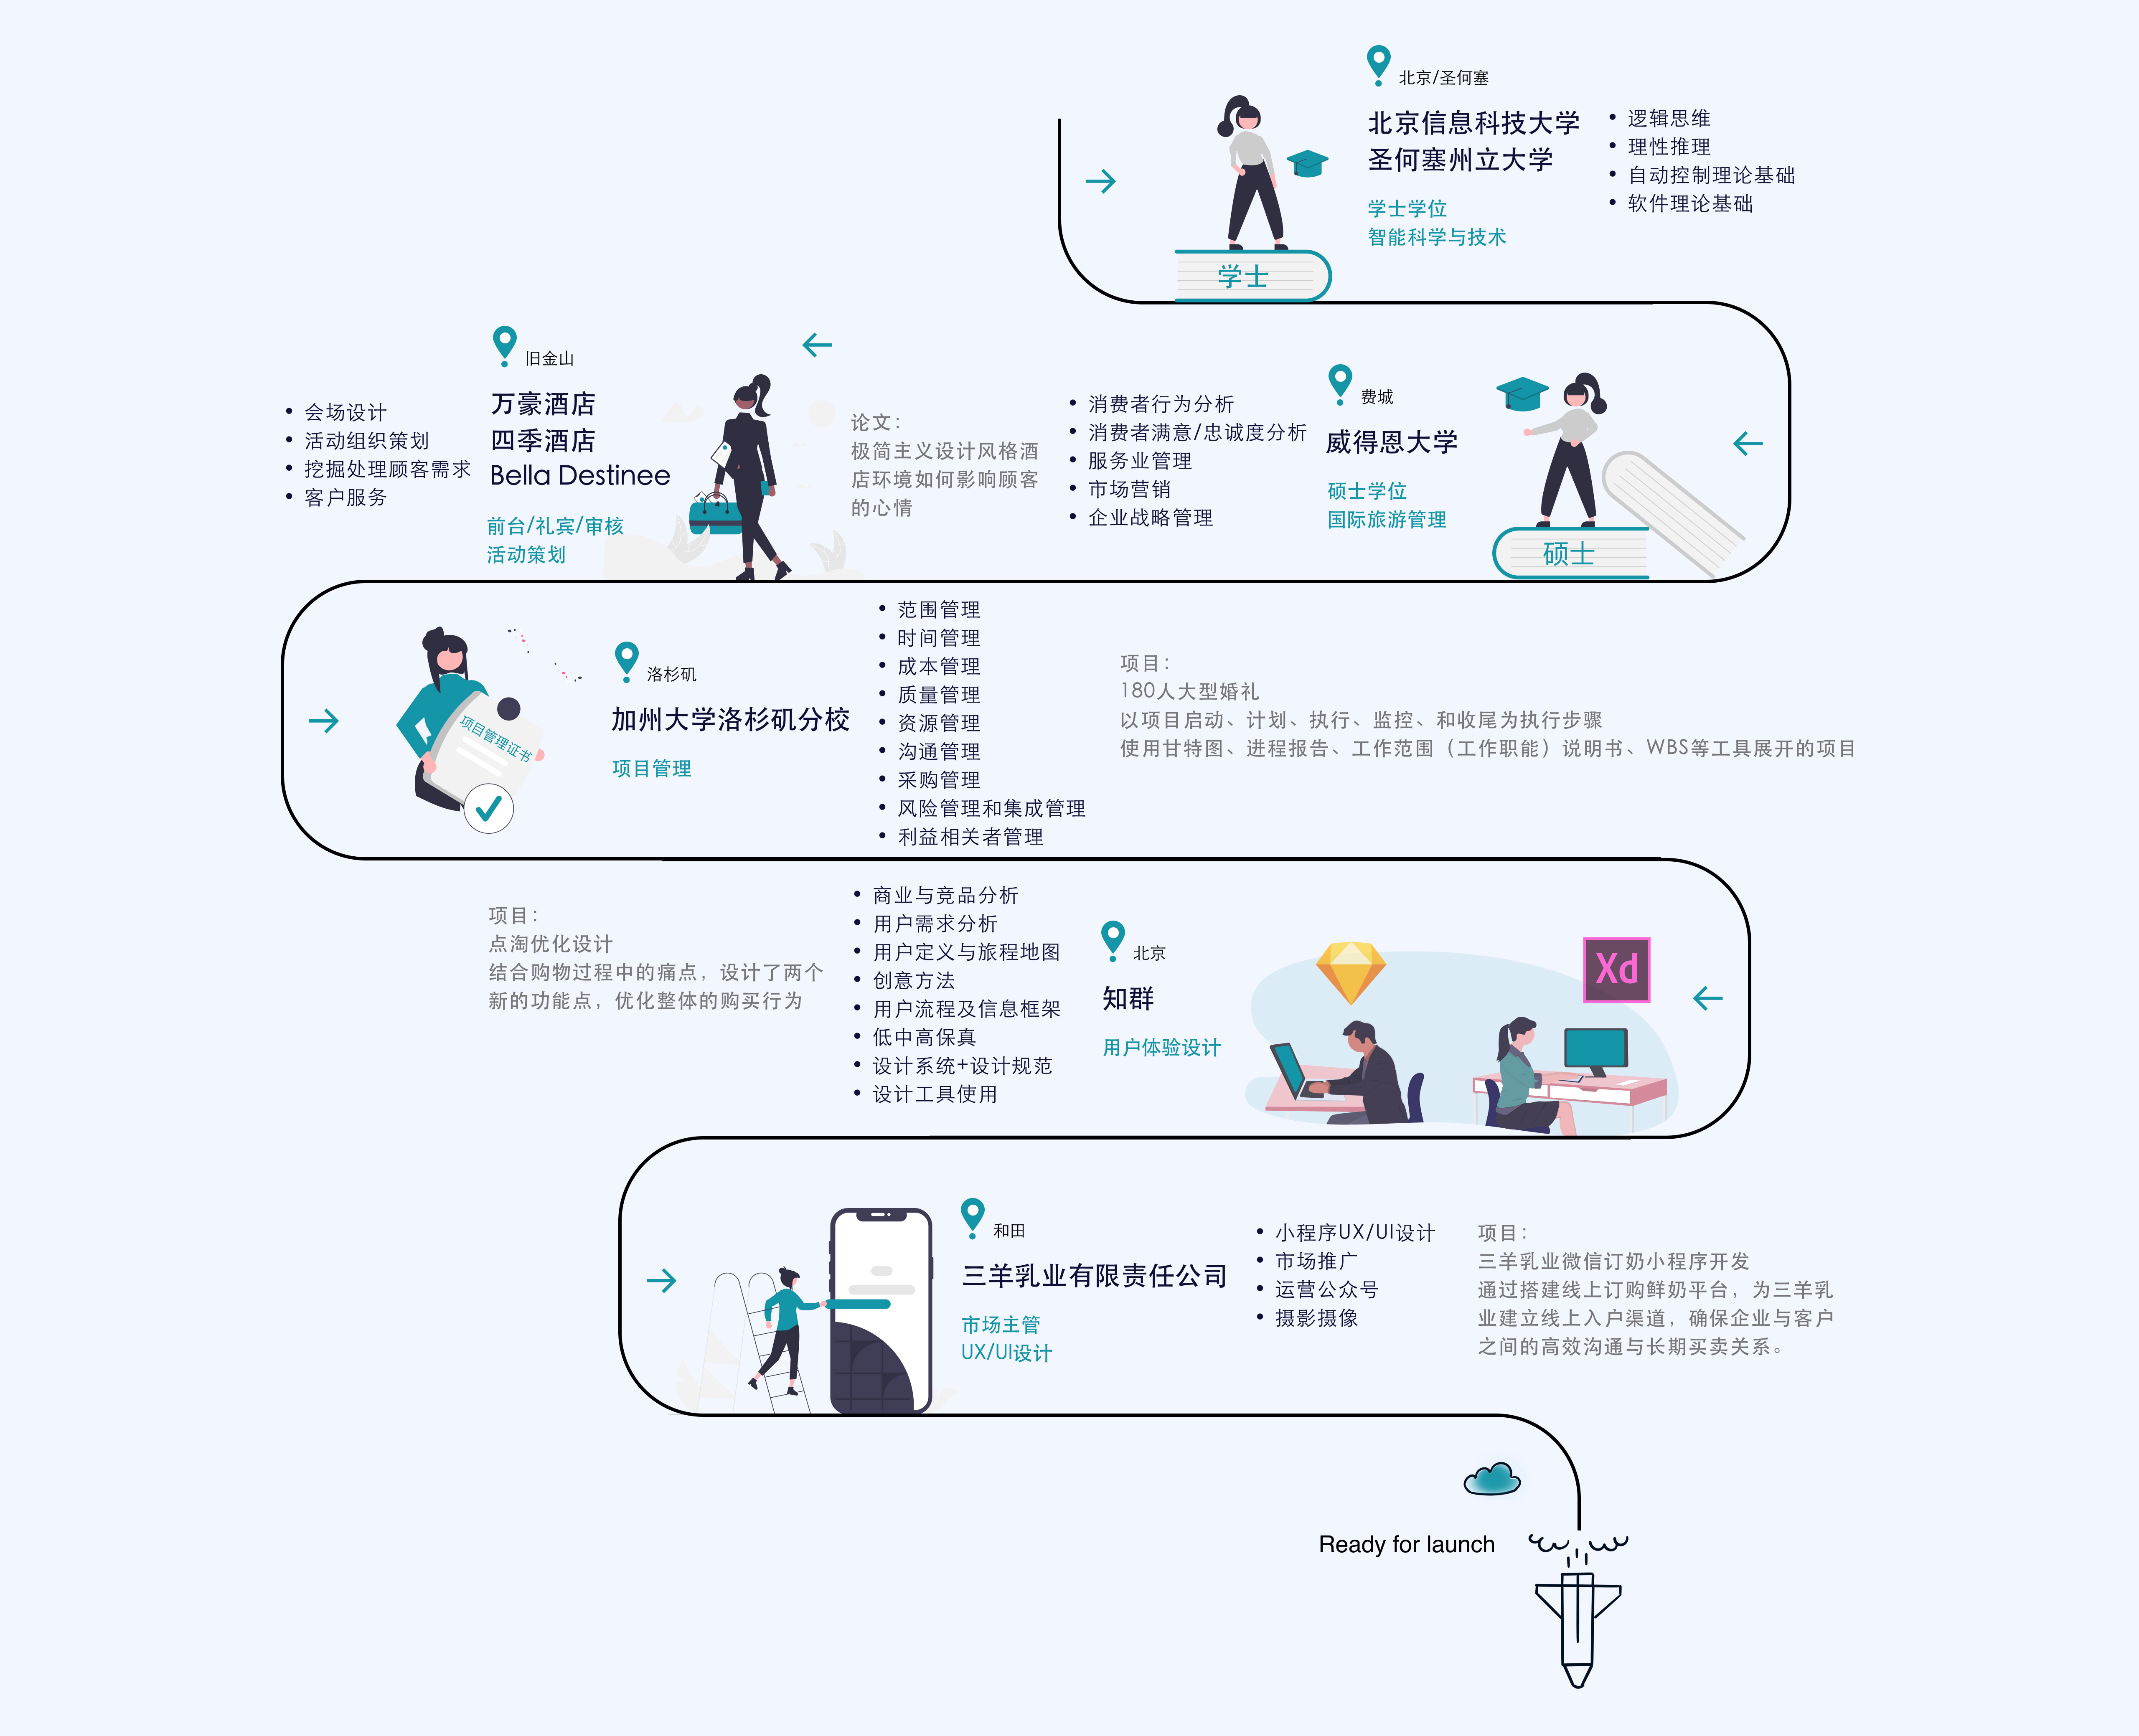 北京/圣何塞
北京信息科技大学
圣何塞州立大学
学士学位
智能科学与技术
• 逻辑思维
• 理性推理
• 自动控制理论基础
• 软件理论基础
学士
费城
威得恩大学
硕士学位
国际旅游管理
硕士
• 消费者行为分析
• 消费者满意/忠诚度分析
• 服务业管理
• 市场营销
• 企业战略管理
论文：
极简主义设计风格酒
店环境如何影响顾客
的心情
旧金山
万豪酒店
四季酒店
Bella Destinee
前台/礼宾/审核
活动策划
• 会场设计
• 活动组织策划
• 挖掘处理顾客需求
• 客户服务
项目管理证书
洛杉矶
加州大学洛杉矶分校
项目管理
• 范围管理
• 时间管理
• 成本管理
• 质量管理
• 资源管理
• 沟通管理
• 采购管理
• 风险管理和集成管理
• 利益相关者管理
项目：
180人大型婚礼
以项目启动、计划、执行、监控、和收尾为执行步骤
使用甘特图、进程报告、工作范围（工作职能）说明书、WBS等工具展开的项目
Xd
北京
知群
用户体验设计
• 商业与竞品分析
• 用户需求分析
• 用户定义与旅程地图
• 创意方法
• 用户流程及信息框架
• 低中高保真
• 设计系统+设计规范
• 设计工具使用
项目：
点淘优化设计
结合购物过程中的痛点，设计了两个
新的功能点，优化整体的购买行为
和田
三羊乳业有限责任公司
市场主管
UX/UI设计
• 小程序UX/UI设计
• 市场推广
• 运营公众号
• 摄影摄像
项目：
三羊乳业微信订奶小程序开发
通过搭建线上订购鲜奶平台，为三羊乳
业建立线上入户渠道，确保企业与客户
之间的高效沟通与长期买卖关系。
Ready for launch